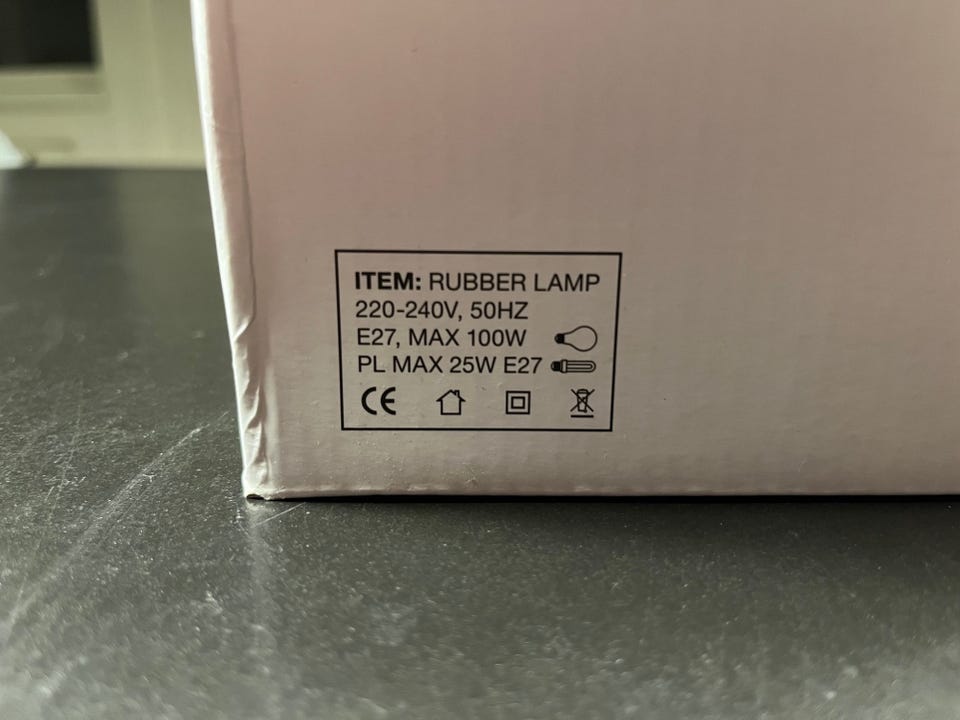 ITEM: RUBBER LAMP
220-240V, 50HZ
E27, MAX 100W
PL MAX 25W E27
CE